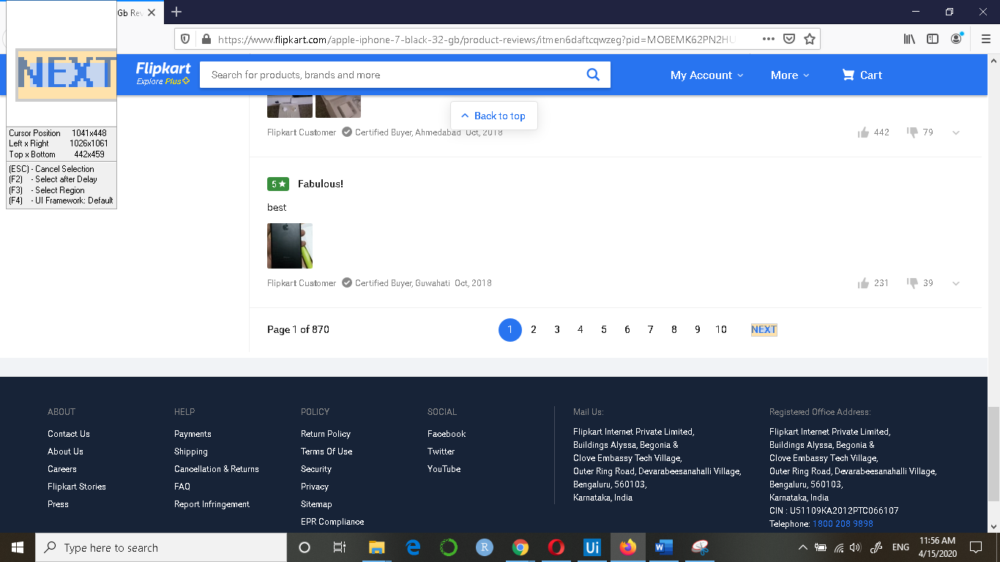 Gb Rev
https://www.flipkart.com/apple-iphone-7-black-32-gb/product-reviews/itmen6daftcqwzeg?pid=MOBEMK62PN2HU
NEXT
Flipkart
Explore Plus
Search for products, brands and more
My Account
More
Cart
Cursor Position 1041x448
Left x Right 1026x1061
Top x Bottom 442x459
(ESC) - Cancel Selection
(F2) - Select after Delay
(F3) - Select Region
(F4) - UI Framework: Default
Back to top
Flipkart Customer Certified Buyer, Ahmedabad Oct, 2018
442 79
5 Fabulous!
best
Flipkart Customer Certified Buyer, Guwahati Oct, 2018
231 39
Page 1 of 870
1 2 3 4 5 6 7 8 9 10 NEXT
ABOUT
Contact Us
About Us
Careers
Flipkart Stories
Press
HELP
Payments
Shipping
Cancellation & Returns
FAQ
Report Infringement
POLICY
Return Policy
Terms Of Use
Security
Privacy
Sitemap
EPR Compliance
SOCIAL
Facebook
Twitter
YouTube
Mail Us:
Flipkart Internet Private Limited,
Buildings Alyssa, Begonia &
Clove Embassy Tech Village,
Outer Ring Road, Devarabeesanahalli Village,
Bengaluru, 560103,
Karnataka, India
Registered Office Address:
Flipkart Internet Private Limited,
Buildings Alyssa, Begonia &
Clove Embassy Tech Village,
Outer Ring Road, Devarabeesanahalli Village,
Bengaluru, 560103,
Karnataka, India
CIN : U51109KA2012PTC066107
Telephone: 1800 208 9898
Type here to search
R
Ui
W
ENG
11:56 AM
4/15/2020